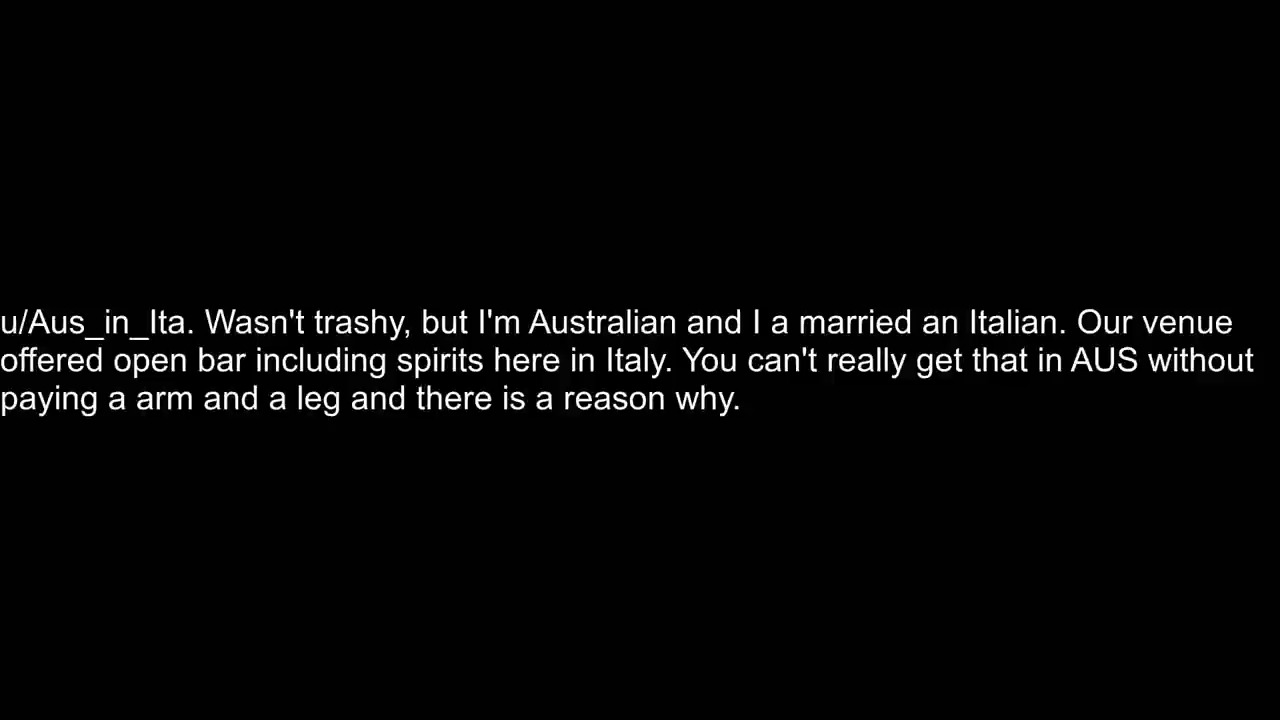 u/Aus_in_Ita. Wasn't trashy, but I'm Australian and I a married an Italian. Our venue
offered open bar including spirits here in Italy. You can't really get that in AUS without
paying a arm and a leg and there is a reason why.